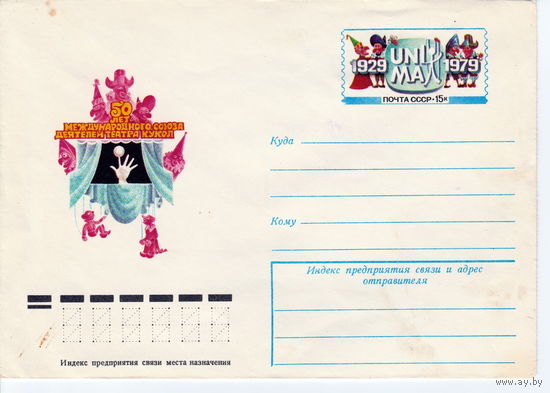 1929 UNI MA 1979
ПОЧТА СССР·15к
50
ЛЕТ
МЕЖДУНАРОДНОГО СОЮЗА
ДЕЯТЕЛЕЙ ТЕАТРА КУКОЛ
Куда
Кому
Индекс предприятия связи и адрес
отправителя
Индекс предприятия связи места назначения
© www.ay.by